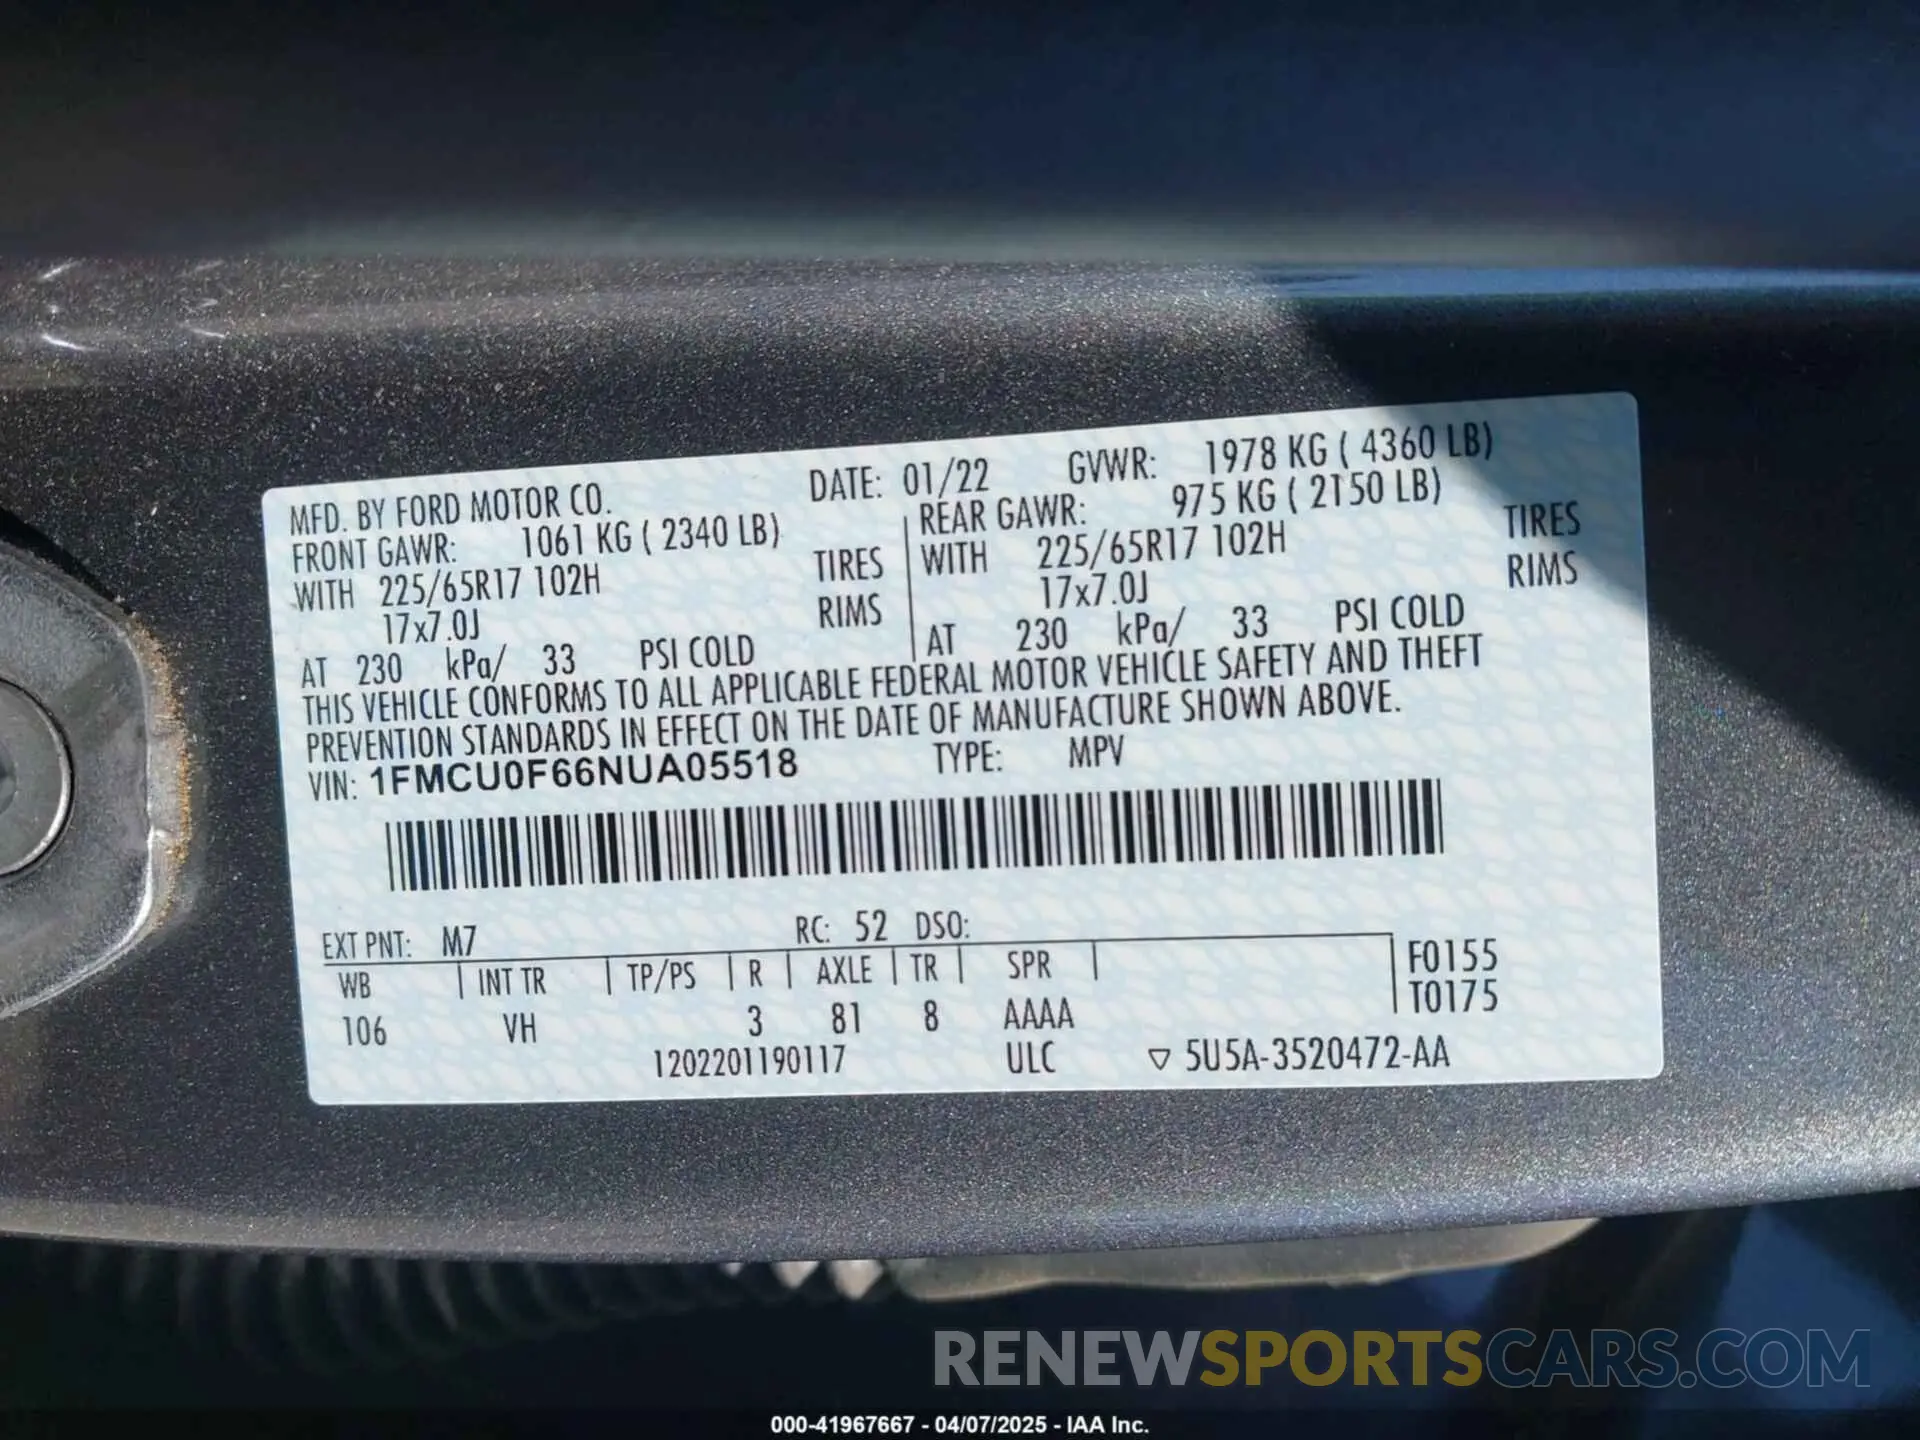 MFD. BY FORD MOTOR CO. DATE: 01/22 GVWR: 1978 KG ( 4360 LB)
FRONT GAWR: 1061 KG ( 2340 LB) REAR GAWR: 975 KG ( 2150 LB)
WITH 225/65R17 102H TIRES WITH 225/65R17 102H TIRES
17x7.0J RIMS 17x7.0J RIMS
AT 230 kPa/ 33 PSI COLD AT 230 kPa/ 33 PSI COLD
THIS VEHICLE CONFORMS TO ALL APPLICABLE FEDERAL MOTOR VEHICLE SAFETY AND THEFT
PREVENTION STANDARDS IN EFFECT ON THE DATE OF MANUFACTURE SHOWN ABOVE.
VIN: 1FMCU0F66NUA05518 TYPE: MPV
EXT PNT: M7 RC: 52 DSO:
WB INT TR TP/PS R AXLE TR SPR F0155
106 VH 3 81 8 AAAA T0175
1202201190117 ULC ▽ 5U5A-3520472-AA
RENEWSPORTSCARS.COM
000-41967667 - 04/07/2025 - IAA Inc.